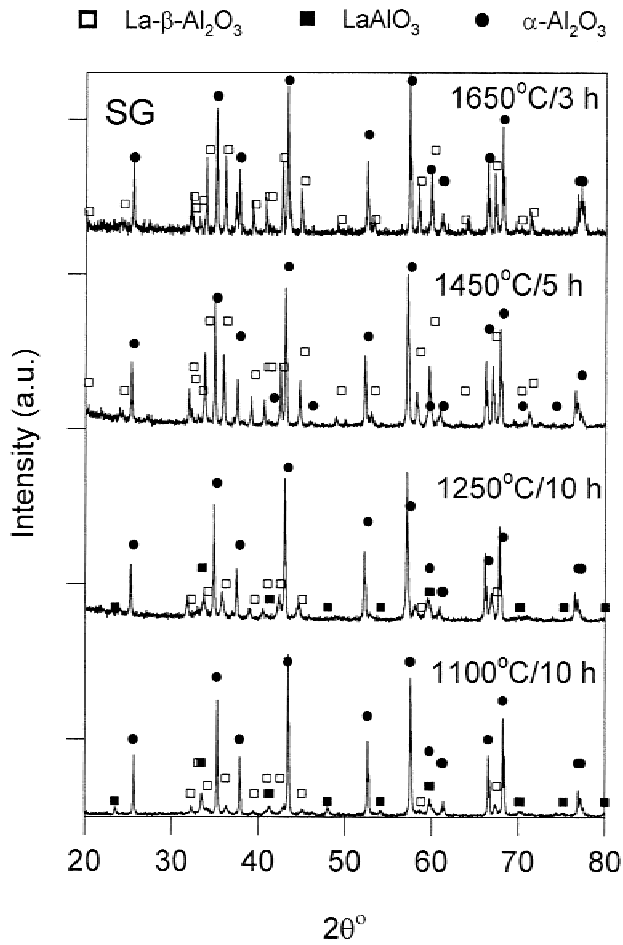 □ La-β-Al₂O₃ ■ LaAlO₃ ● α-Al₂O₃
SG
1650°C/3 h
1450°C/5 h
1250°C/10 h
1100°C/10 h
Intensity (a.u.)
20 30 40 50 60 70 80
2θ°